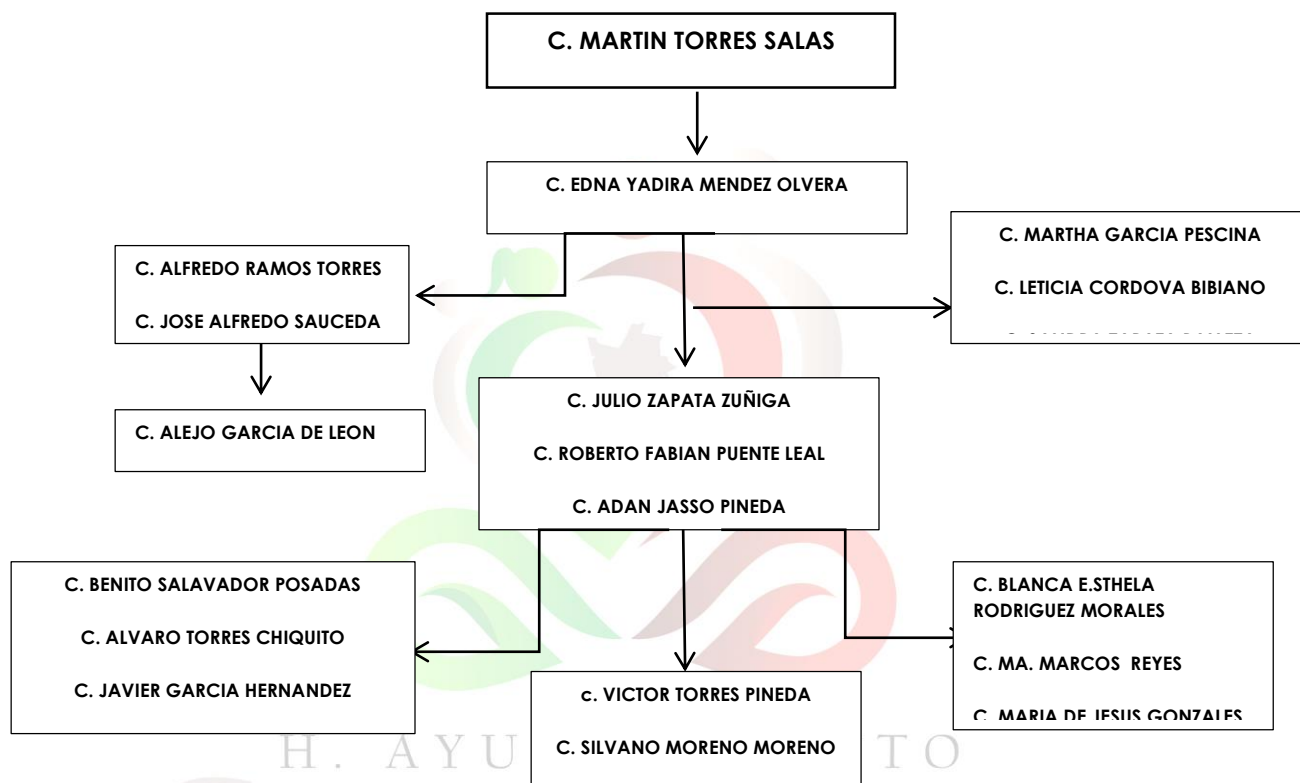 C. MARTIN TORRES SALAS
C. EDNA YADIRA MENDEZ OLVERA
C. ALFREDO RAMOS TORRES
C. JOSE ALFREDO SAUCEDA
C. MARTHA GARCIA PESCINA
C. LETICIA CORDOVA BIBIANO
C. ALEJO GARCIA DE LEON
C. JULIO ZAPATA ZUÑIGA
C. ROBERTO FABIAN PUENTE LEAL
C. ADAN JASSO PINEDA
C. BENITO SALAVADOR POSADAS
C. ALVARO TORRES CHIQUITO
C. JAVIER GARCIA HERNANDEZ
c. VICTOR TORRES PINEDA
C. SILVANO MORENO MORENO
C. BLANCA E.STHELA
RODRIGUEZ MORALES
C. MA. MARCOS  REYES
C. MARIA DE JESUS GONZALES
H. AYU TO